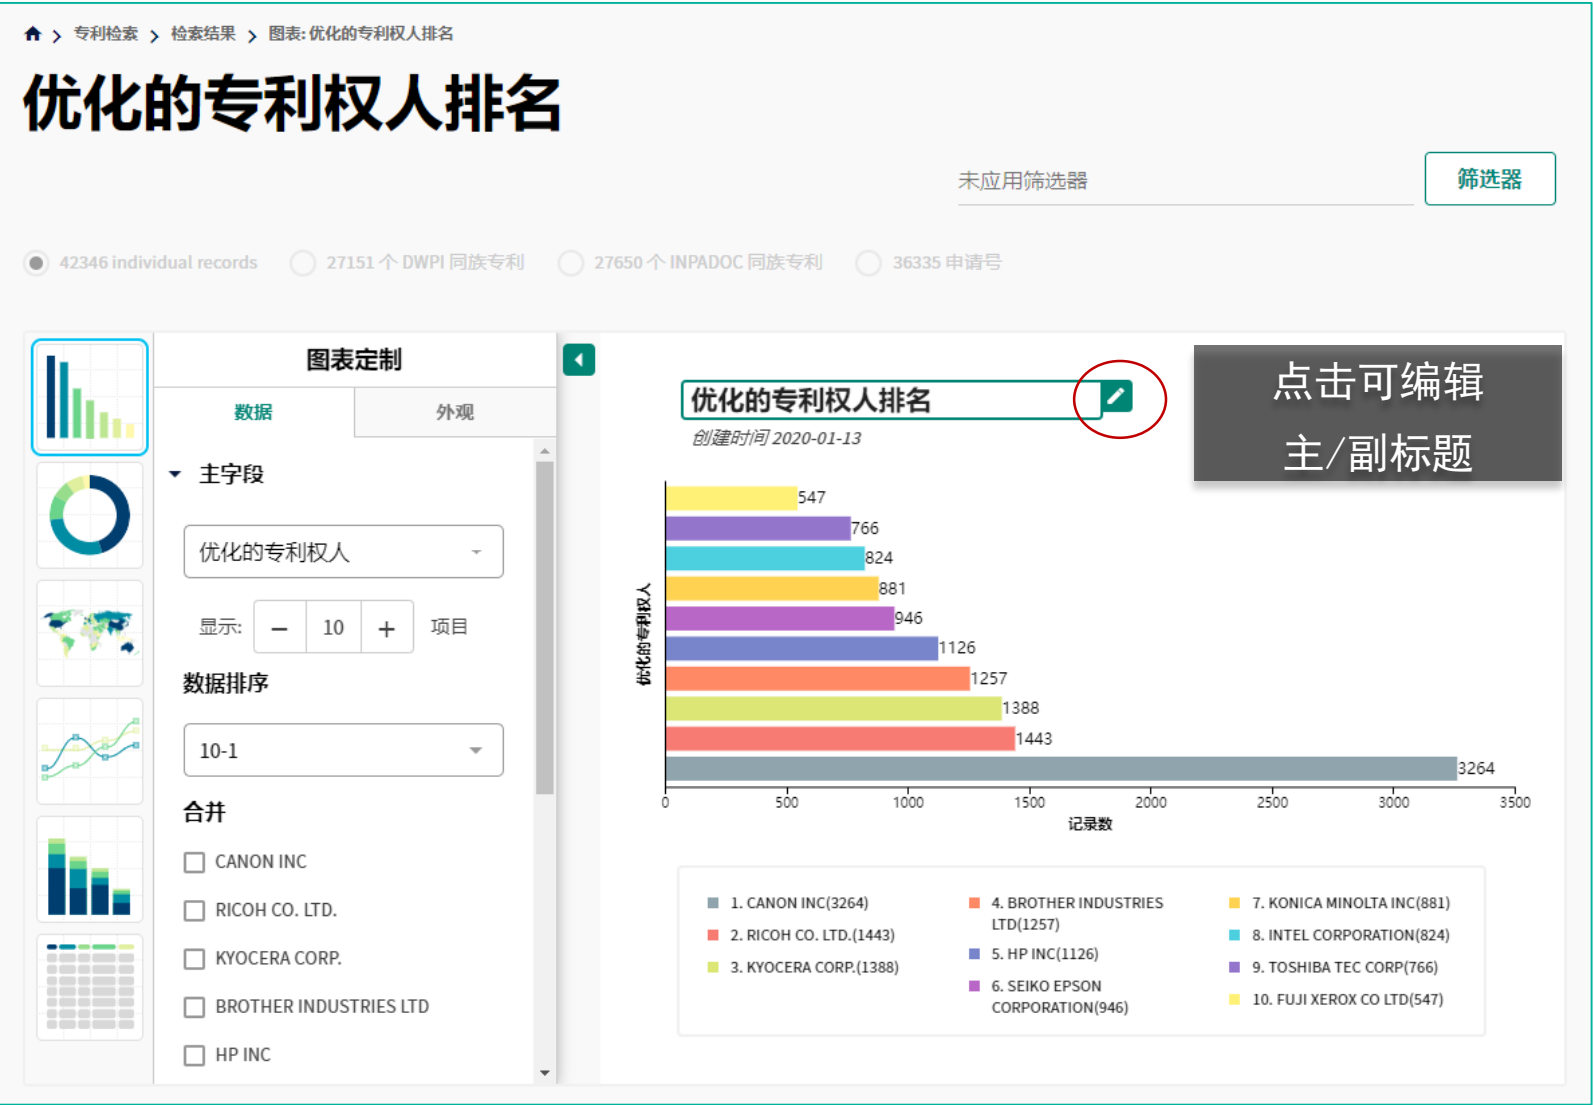 专利检索 > 检索结果 > 图表: 优化的专利权人排名
优化的专利权人排名
未应用筛选器
筛选器
42346 individual records
27151 个 DWPI 同族专利
27650 个 INPADOC 同族专利
36335 申请号
图表定制
数据
外观
主字段
优化的专利权人
显示:
10
项目
数据排序
10-1
合并
CANON INC
RICOH CO. LTD.
KYOCERA CORP.
BROTHER INDUSTRIES LTD
HP INC
优化的专利权人排名
创建时间 2020-01-13
点击可编辑
主/副标题
优化的专利权人
547
766
824
881
946
1126
1257
1388
1443
3264
0
500
1000
1500
2000
2500
3000
3500
记录数
1. CANON INC(3264)
2. RICOH CO. LTD.(1443)
3. KYOCERA CORP.(1388)
4. BROTHER INDUSTRIES
LTD(1257)
5. HP INC(1126)
6. SEIKO EPSON
CORPORATION(946)
7. KONICA MINOLTA INC(881)
8. INTEL CORPORATION(824)
9. TOSHIBA TEC CORP(766)
10. FUJI XEROX CO LTD(547)